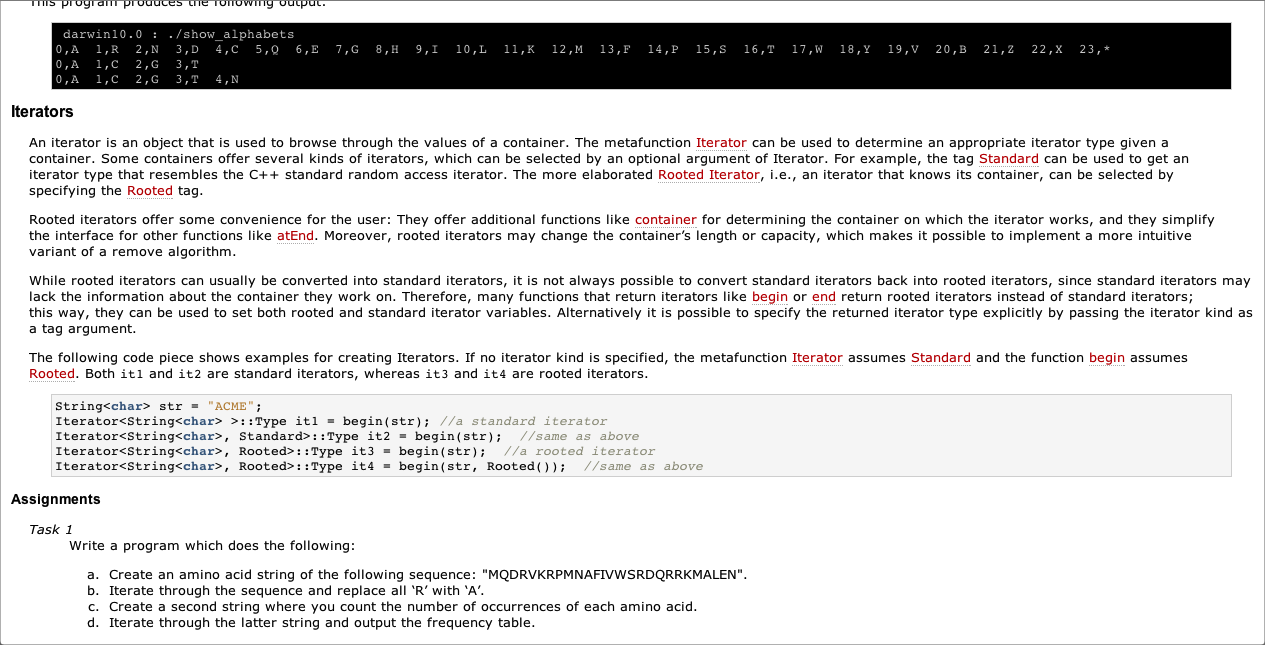 This program produces the following output:
darwin10.0 : ./show_alphabets
0,A 1,R 2,N 3,D 4,C 5,Q 6,E 7,G 8,H 9,I 10,L 11,K 12,M 13,F 14,P 15,S 16,T 17,W 18,Y 19,V 20,B 21,Z 22,X 23,*
0,A 1,C 2,G 3,T
0,A 1,C 2,G 3,T 4,N
Iterators
An iterator is an object that is used to browse through the values of a container. The metafunction Iterator can be used to determine an appropriate iterator type given a
container. Some containers offer several kinds of iterators, which can be selected by an optional argument of Iterator. For example, the tag Standard can be used to get an
iterator type that resembles the C++ standard random access iterator. The more elaborated Rooted Iterator, i.e., an iterator that knows its container, can be selected by
specifying the Rooted tag.
Rooted iterators offer some convenience for the user: They offer additional functions like container for determining the container on which the iterator works, and they simplify
the interface for other functions like atEnd. Moreover, rooted iterators may change the container’s length or capacity, which makes it possible to implement a more intuitive
variant of a remove algorithm.
While rooted iterators can usually be converted into standard iterators, it is not always possible to convert standard iterators back into rooted iterators, since standard iterators may
lack the information about the container they work on. Therefore, many functions that return iterators like begin or end return rooted iterators instead of standard iterators;
this way, they can be used to set both rooted and standard iterator variables. Alternatively it is possible to specify the returned iterator type explicitly by passing the iterator kind as
a tag argument.
The following code piece shows examples for creating Iterators. If no iterator kind is specified, the metafunction Iterator assumes Standard and the function begin assumes
Rooted. Both it1 and it2 are standard iterators, whereas it3 and it4 are rooted iterators.
String<char> str = "ACME";
Iterator<String<char> >::Type it1 = begin(str); //a standard iterator
Iterator<String<char>, Standard>::Type it2 = begin(str); //same as above
Iterator<String<char>, Rooted>::Type it3 = begin(str); //a rooted iterator
Iterator<String<char>, Rooted>::Type it4 = begin(str, Rooted()); //same as above
Assignments
Task 1
Write a program which does the following:
a. Create an amino acid string of the following sequence: "MQDRVKRPMNAFIVWSRDQRRKMALEN".
b. Iterate through the sequence and replace all ‘R’ with ‘A’.
c. Create a second string where you count the number of occurrences of each amino acid.
d. Iterate through the latter string and output the frequency table.